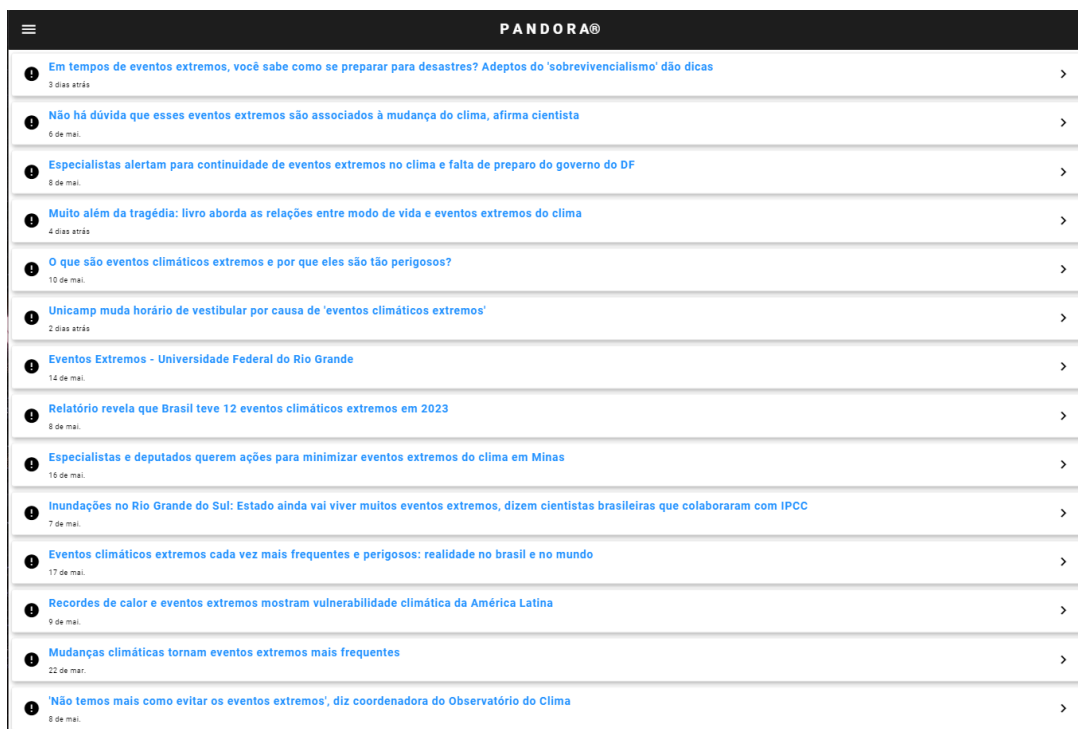 PANDORA®
Em tempos de eventos extremos, você sabe como se preparar para desastres? Adeptos do 'sobrevivencialismo' dão dicas
3 dias atrás
Não há dúvida que esses eventos extremos são associados à mudança do clima, afirma cientista
6 de mai.
Especialistas alertam para continuidade de eventos extremos no clima e falta de preparo do governo do DF
8 de mai.
Muito além da tragédia: livro aborda as relações entre modo de vida e eventos extremos do clima
4 dias atrás
O que são eventos climáticos extremos e por que eles são tão perigosos?
10 de mai.
Unicamp muda horário de vestibular por causa de 'eventos climáticos extremos'
2 dias atrás
Eventos Extremos - Universidade Federal do Rio Grande
14 de mai.
Relatório revela que Brasil teve 12 eventos climáticos extremos em 2023
8 de mai.
Especialistas e deputados querem ações para minimizar eventos extremos do clima em Minas
16 de mai.
Inundações no Rio Grande do Sul: Estado ainda vai viver muitos eventos extremos, dizem cientistas brasileiras que colaboraram com IPCC
7 de mai.
Eventos climáticos extremos cada vez mais frequentes e perigosos: realidade no brasil e no mundo
17 de mai.
Recordes de calor e eventos extremos mostram vulnerabilidade climática da América Latina
9 de mai.
Mudanças climáticas tornam eventos extremos mais frequentes
22 de mar.
'Não temos mais como evitar os eventos extremos', diz coordenadora do Observatório do Clima
8 de mai.